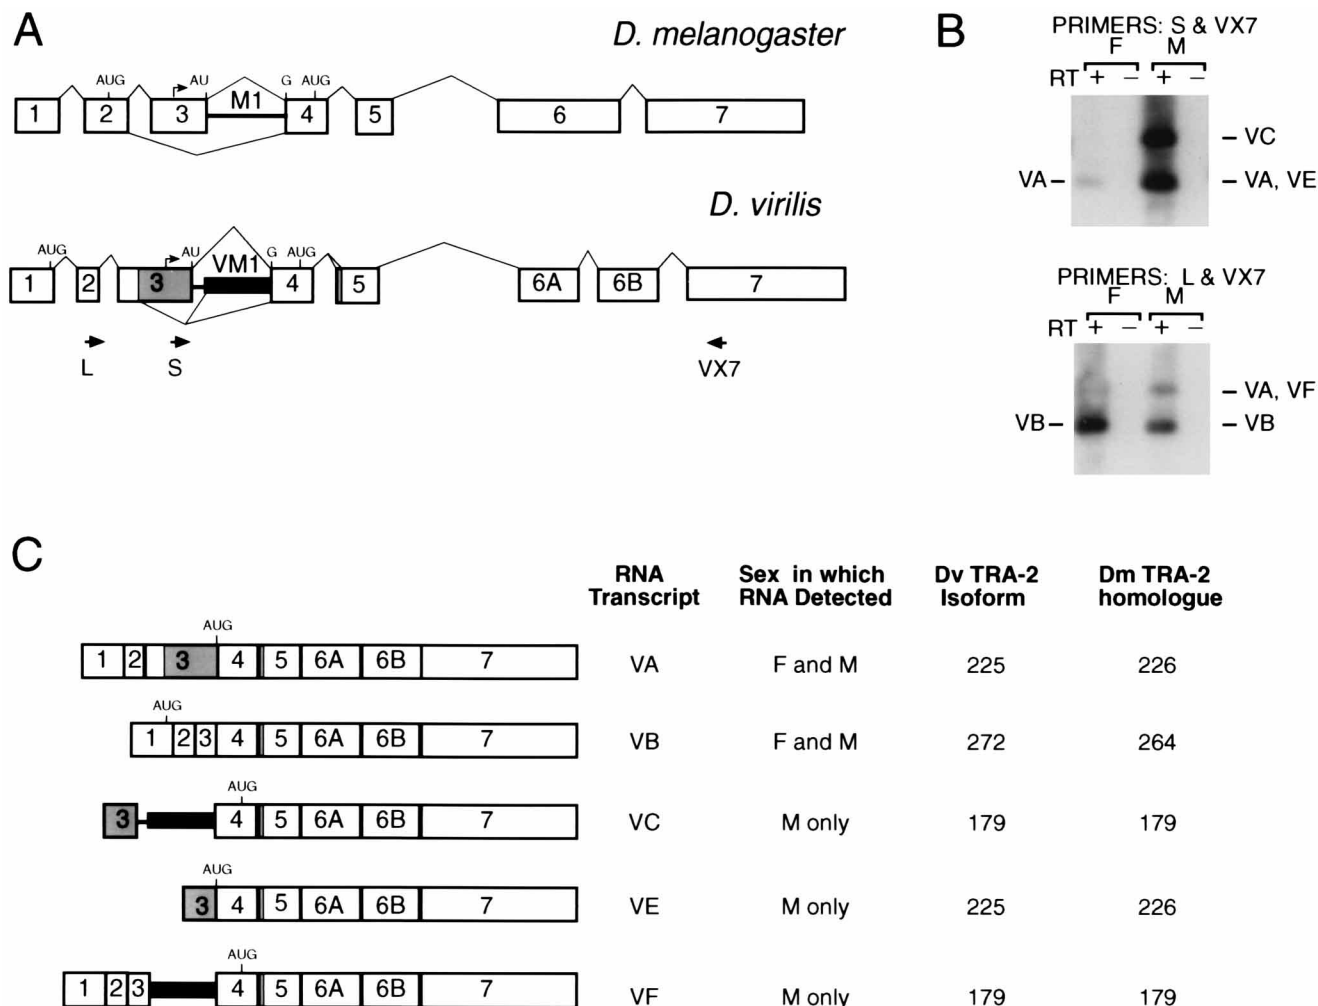 A
D. melanogaster
AUG AU G AUG
M1
1 2 3 4 5 6 7
D. virilis
AUG AU G AUG
VM1
1 2 3 4 5 6A 6B 7
L S VX7
B
PRIMERS: S & VX7
F M
RT + – + –
– VC
VA – – VA, VE
PRIMERS: L & VX7
F M
RT + – + –
– VA, VF
VB – – VB
C
RNA Transcript
Sex in which RNA Detected
Dv TRA-2 Isoform
Dm TRA-2 homologue
AUG
1 2 3 4 5 6A 6B 7 VA F and M 225 226
AUG
1 2 3 4 5 6A 6B 7 VB F and M 272 264
AUG
3 4 5 6A 6B 7 VC M only 179 179
AUG
3 4 5 6A 6B 7 VE M only 225 226
AUG
1 2 3 4 5 6A 6B 7 VF M only 179 179